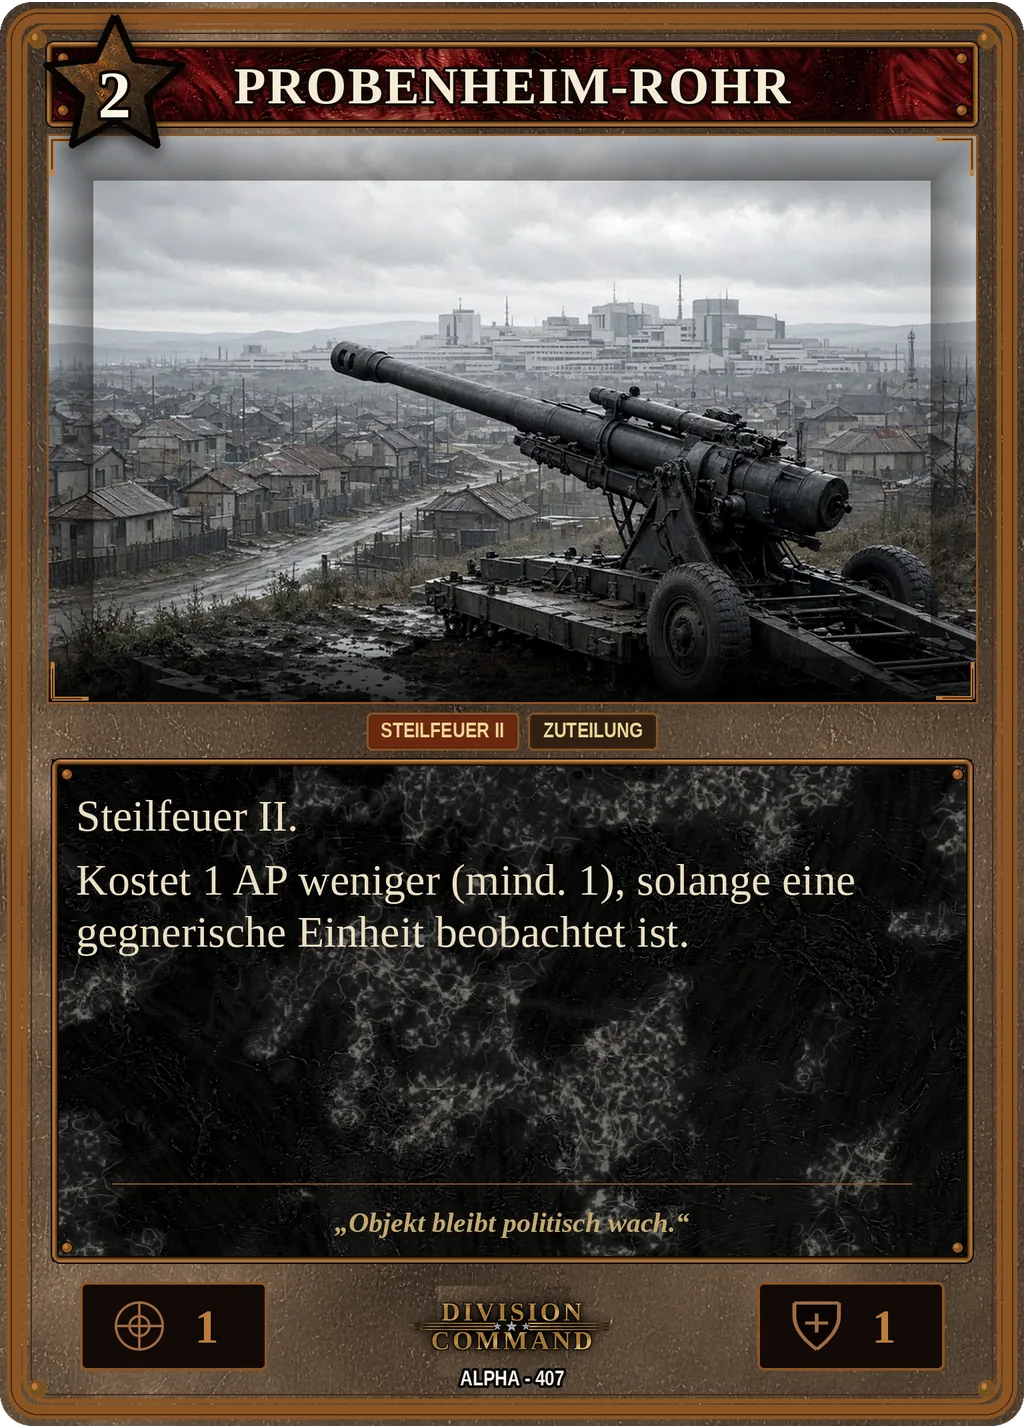 2
PROBENHEIM-ROHR
STEILFEUER II
ZUTEILUNG
Steilfeuer II.
Kostet 1 AP weniger (mind. 1), solange eine
gegnerische Einheit beobachtet ist.
„Objekt bleibt politisch wach.“
1
DIVISION
COMMAND
1
ALPHA - 407